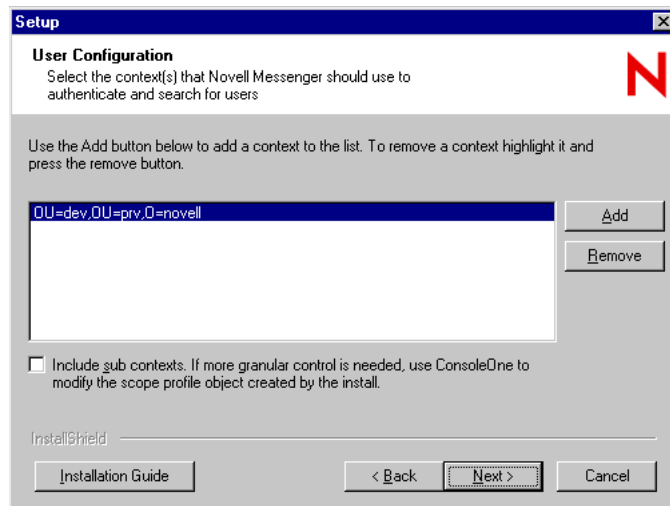 Setup
User Configuration
Select the context(s) that Novell Messenger should use to
authenticate and search for users
N
Use the Add button below to add a context to the list. To remove a context highlight it and
press the remove button.
OU=dev,OU=prv,O=novell
Add
Remove
Include sub contexts. If more granular control is needed, use ConsoleOne to
modify the scope profile object created by the install.
InstallShield
Installation Guide
< Back
Next >
Cancel